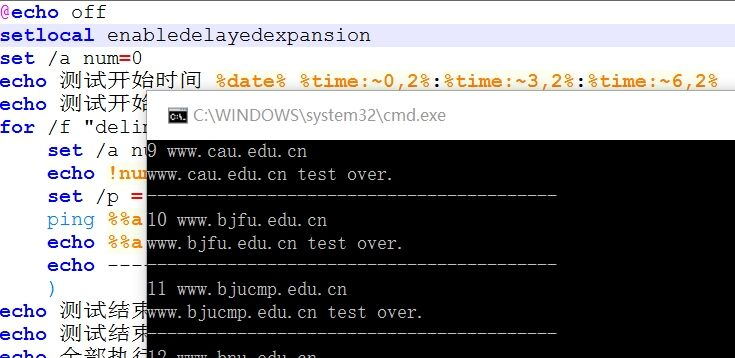 @echo off
setlocal enabledelayedexpansion
set /a num=0
echo 测试开始时间 %date% %time:~0,2%:%time:~3,2%:%time:~6,2%
echo 测试开始
for /f "delin
set /a nu
echo !num
set /p =
ping %%a
echo %%a
echo ----
)
echo 测试结束
echo 测试结束
echo 全部执行
C:\WINDOWS\system32\cmd.exe
9 www.cau.edu.cn
www.cau.edu.cn test over.
-----------------------------------------
10 www.bjfu.edu.cn
www.bjfu.edu.cn test over.
-----------------------------------------
11 www.bjucmp.edu.cn
www.bjucmp.edu.cn test over.
-----------------------------------------
12 www.bnu.edu.cn